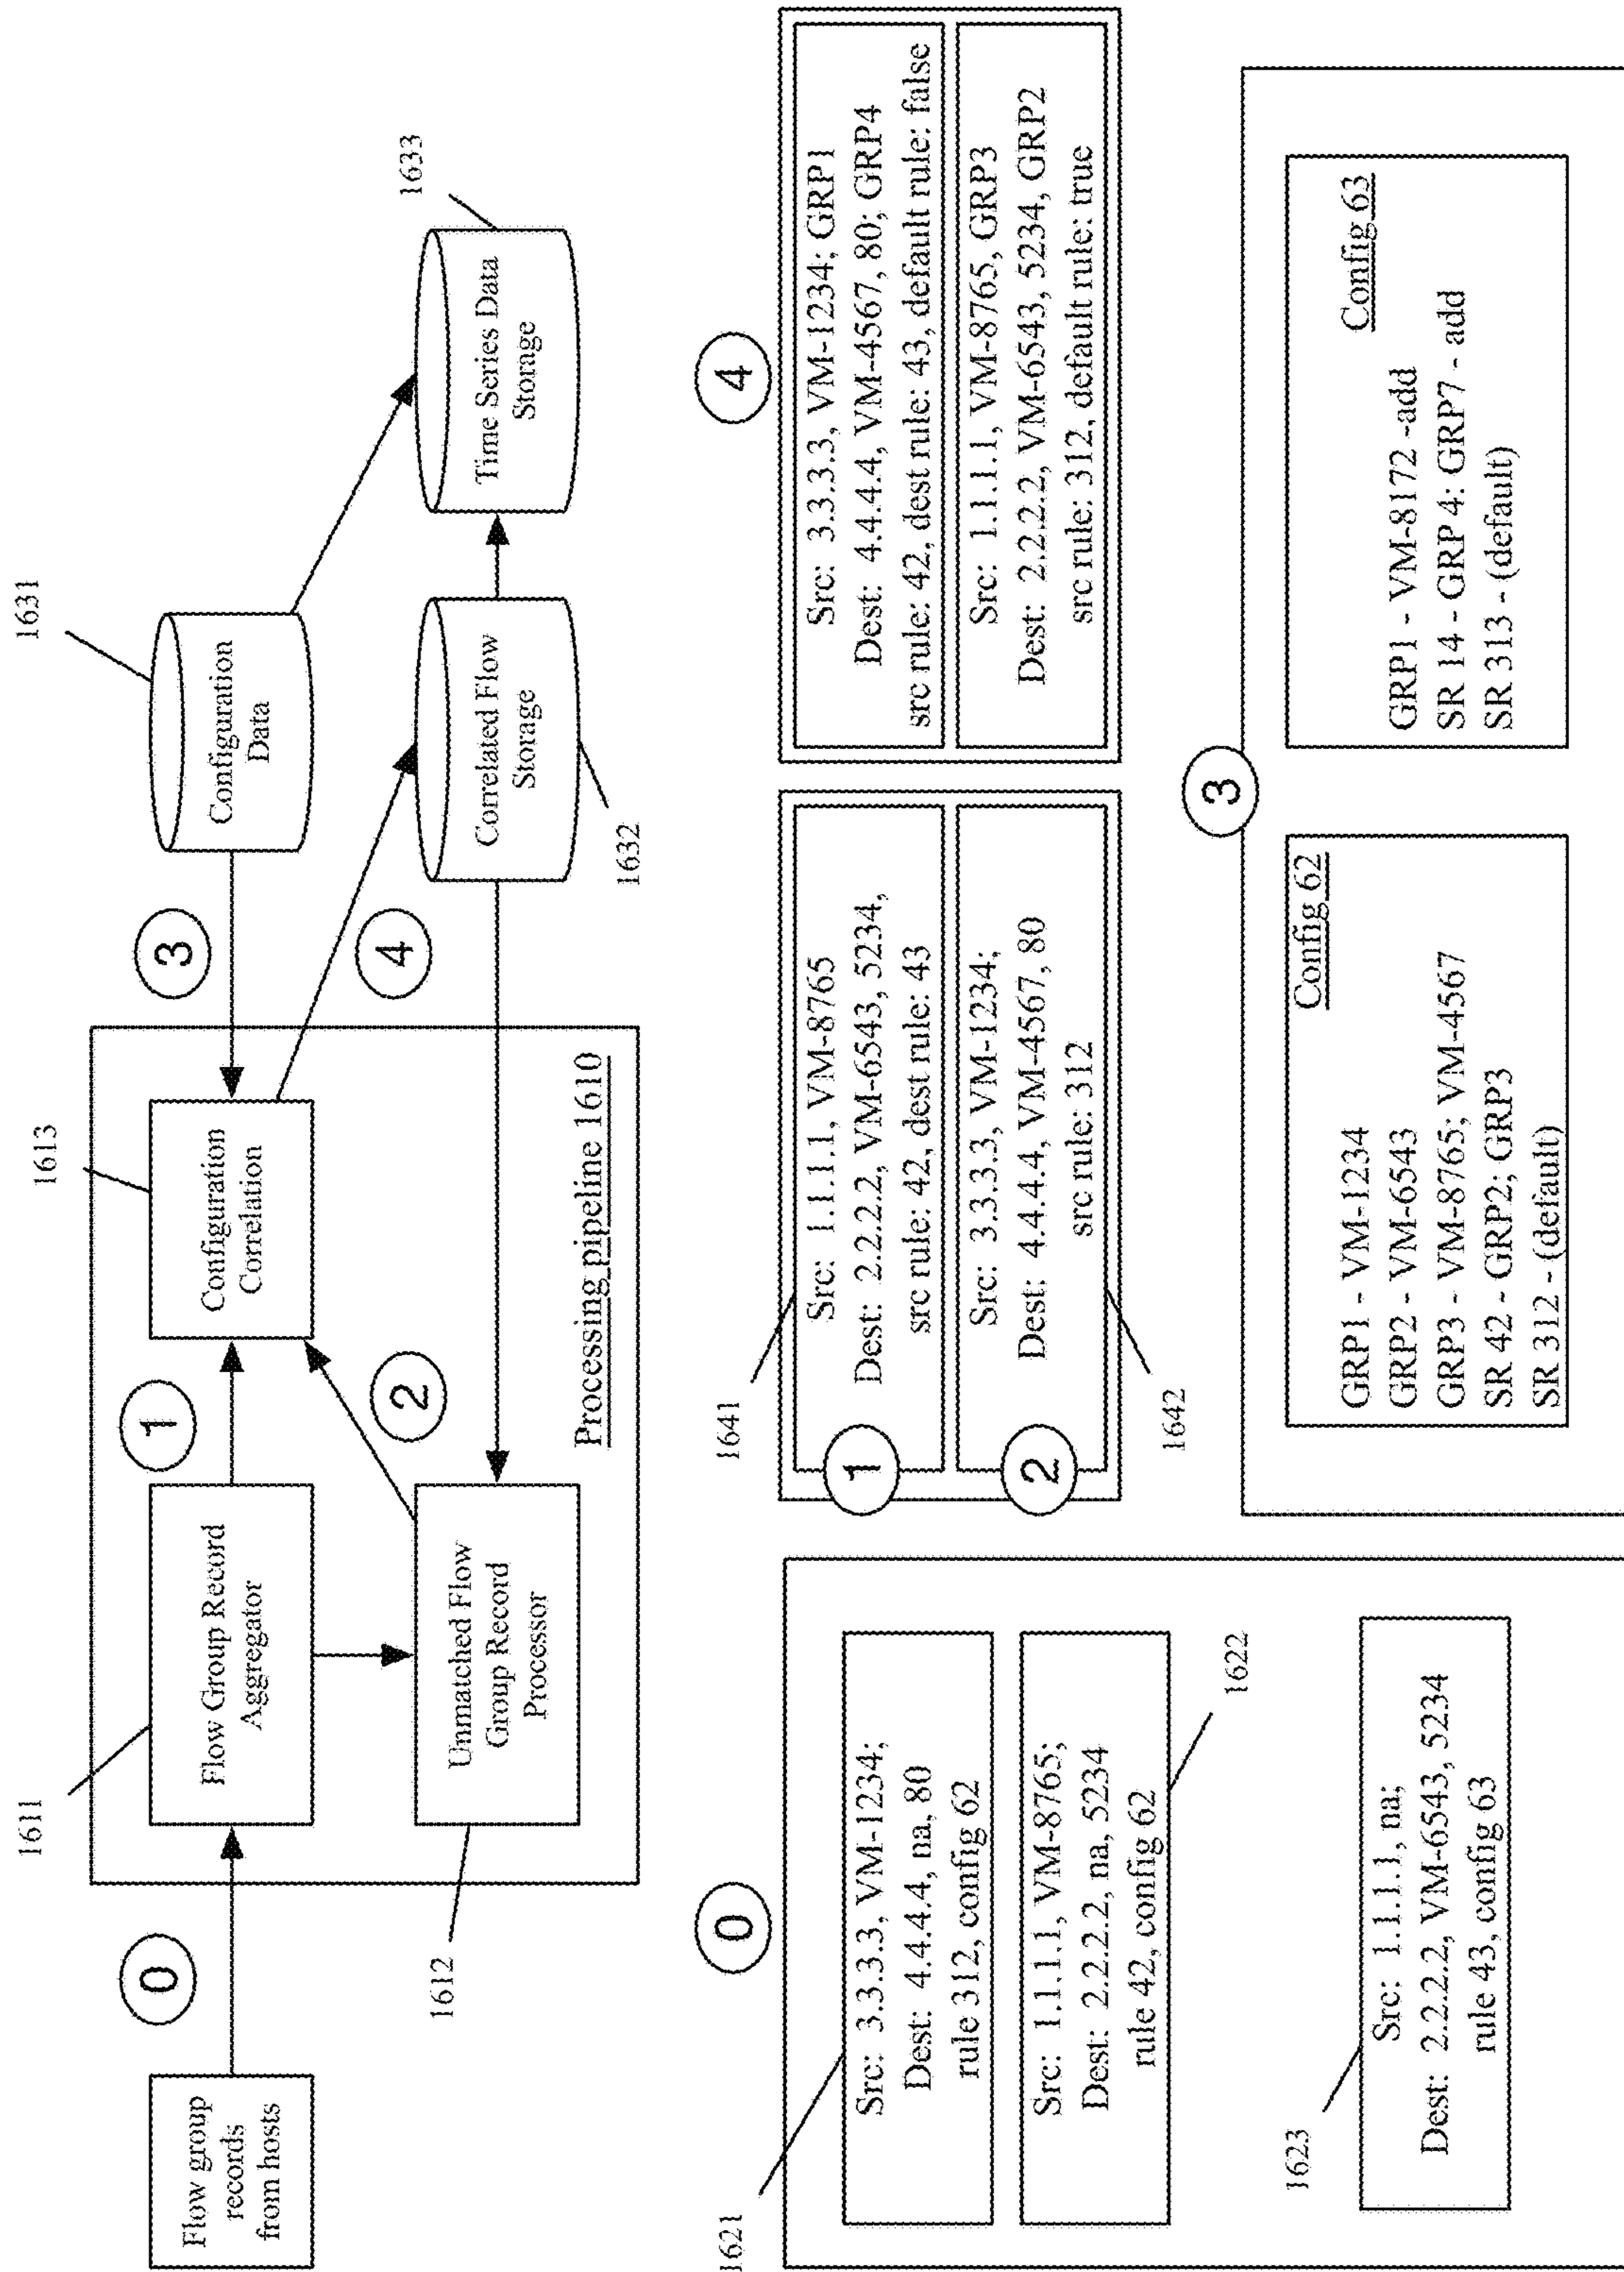 Flow group
records
from hosts
0
1611
Flow Group Record
Aggregator
1
1613
Configuration
Correlation
3
1631
Configuration
Data
1612
Unmatched Flow
Group Record
Processor
2
Processing pipeline 1610
4
Correlated Flow
Storage
1632
Time Series Data
Storage
1633
0
1621
Src: 3.3.3.3, VM-1234;
Dest: 4.4.4.4, na, 80
rule 312, config 62
Src: 1.1.1.1, VM-8765;
Dest: 2.2.2.2, na, 5234
rule 42, config 62
1622
1623
Src: 1.1.1.1, na;
Dest: 2.2.2.2, VM-6543, 5234
rule 43, config 63
1641
1
Src: 1.1.1.1, VM-8765
Dest: 2.2.2.2, VM-6543, 5234,
src rule: 42, dest rule: 43
2
Src: 3.3.3.3, VM-1234;
Dest: 4.4.4.4, VM-4567, 80
src rule: 312
1642
4
Src: 3.3.3.3, VM-1234; GRP1
Dest: 4.4.4.4, VM-4567, 80; GRP4
src rule: 42, dest rule: 43, default rule: false
Src: 1.1.1.1, VM-8765, GRP3
Dest: 2.2.2.2, VM-6543, 5234, GRP2
src rule: 312, default rule: true
3
Config 62
GRP1 - VM-1234
GRP2 - VM-6543
GRP3 - VM-8765; VM-4567
SR 42 - GRP2; GRP3
SR 312 - (default)
Config 63
GRP1 - VM-8172 -add
SR 14 - GRP 4: GRP7 - add
SR 313 - (default)